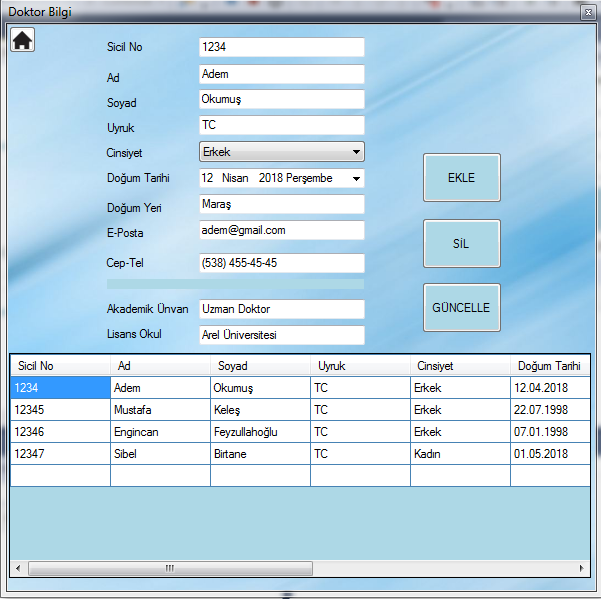 Doktor Bilgi
Sicil No 1234
Ad Adem
Soyad Okumuş
Uyruk TC
Cinsiyet Erkek
Doğum Tarihi 12 Nisan 2018 Perşembe
Doğum Yeri Maraş
E-Posta adem@gmail.com
Cep-Tel (538) 455-45-45
Akademik Ünvan Uzman Doktor
Lisans Okul Arel Üniversitesi
EKLE
SİL
GÜNCELLE
Sicil No Ad Soyad Uyruk Cinsiyet Doğum Tarihi
1234 Adem Okumuş TC Erkek 12.04.2018
12345 Mustafa Keleş TC Erkek 22.07.1998
12346 Engincan Feyzullahoğlu TC Erkek 07.01.1998
12347 Sibel Birtane TC Kadın 01.05.2018